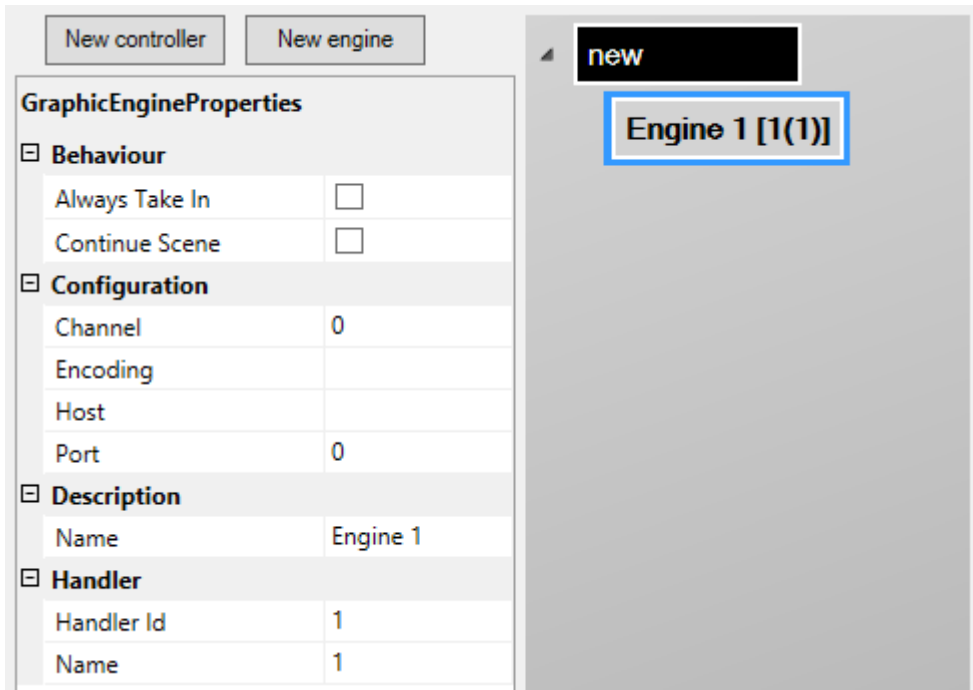 New controller New engine
GraphicEngineProperties
Behaviour
Always Take In
Continue Scene
Configuration
Channel 0
Encoding
Host
Port 0
Description
Name Engine 1
Handler
Handler Id 1
Name 1
new
Engine 1 [1(1)]